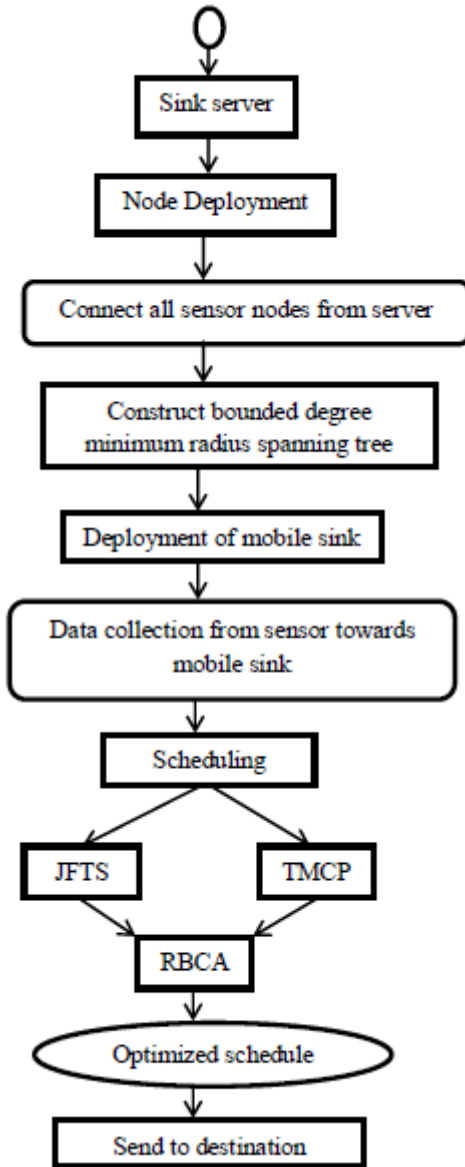 Sink server
Node Deployment
Connect all sensor nodes from server
Construct bounded degree
minimum radius spanning tree
Deployment of mobile sink
Data collection from sensor towards
mobile sink
Scheduling
JFTS
TMCP
RBCA
Optimized schedule
Send to destination